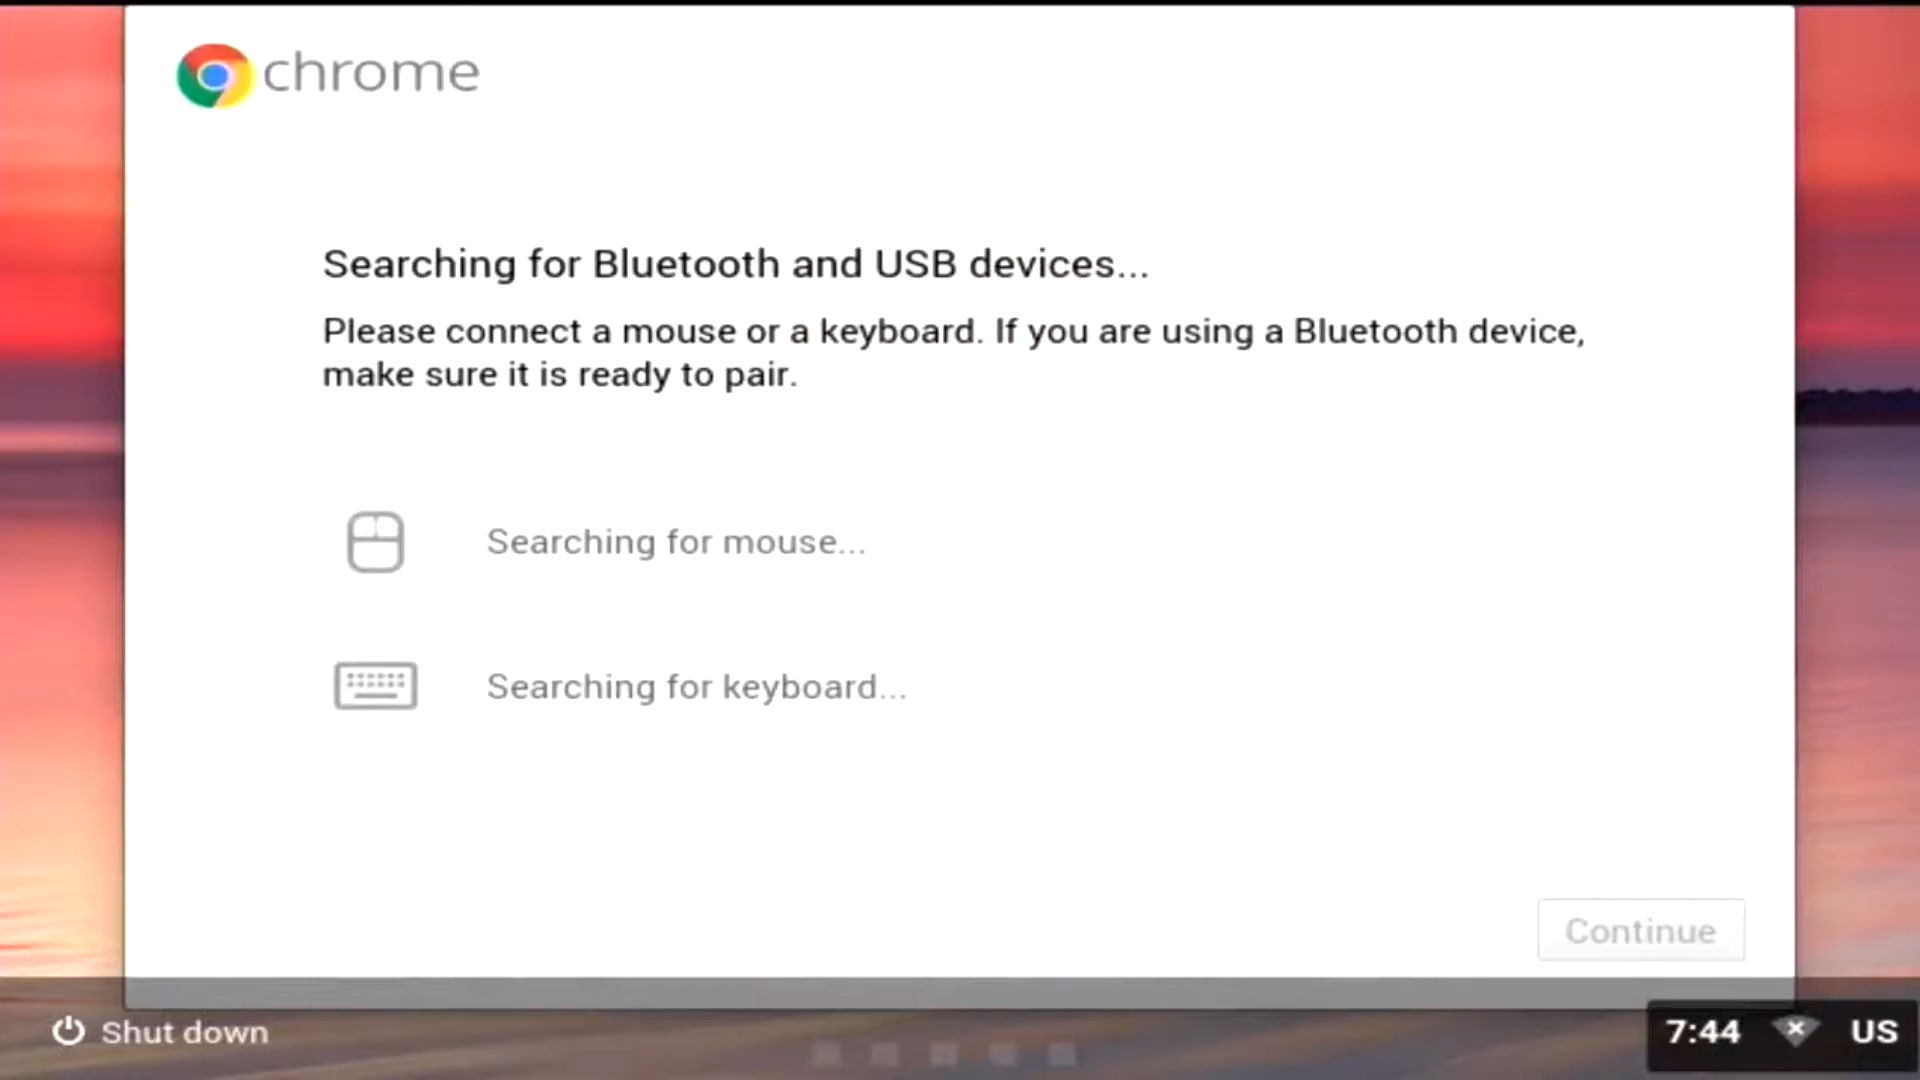 chrome
Searching for Bluetooth and USB devices...
Please connect a mouse or a keyboard. If you are using a Bluetooth device,
make sure it is ready to pair.
Searching for mouse...
Searching for keyboard...
Continue
Shut down
7:44 US